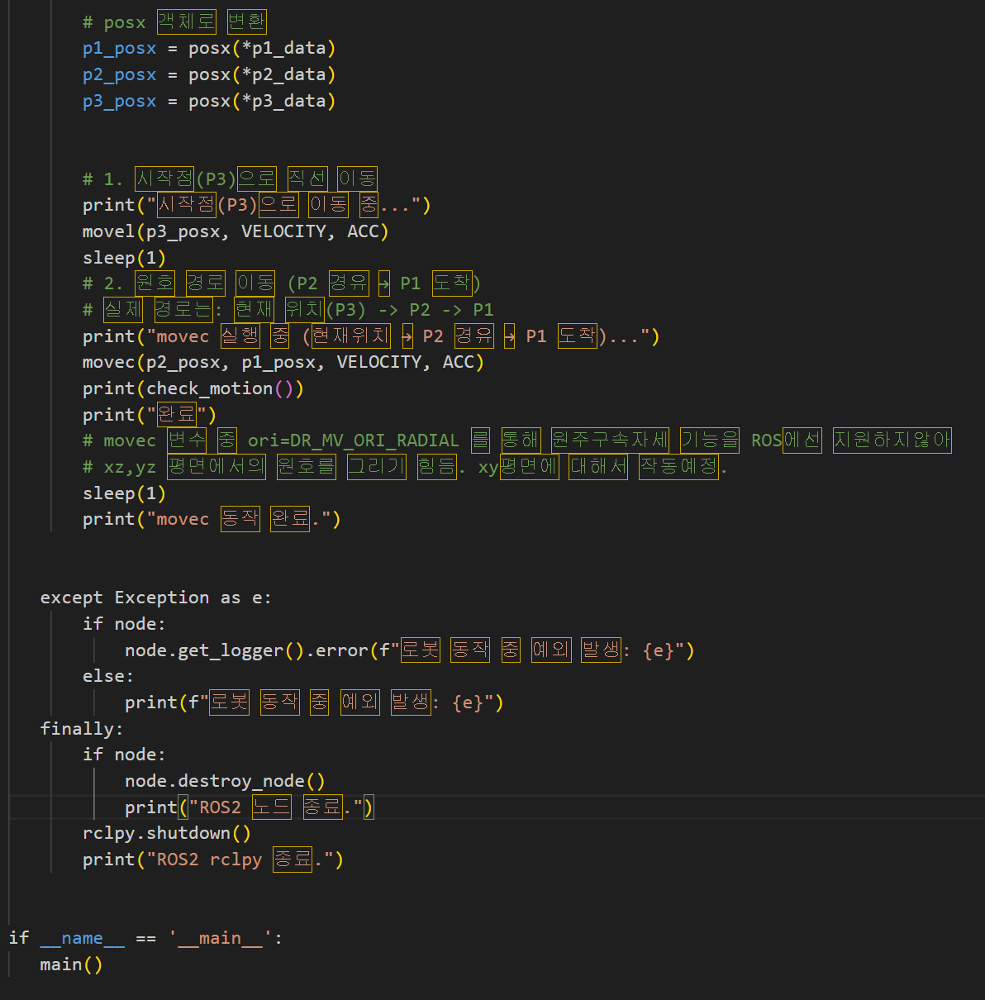 # posx 객체로 변환
p1_posx = posx(*p1_data)
p2_posx = posx(*p2_data)
p3_posx = posx(*p3_data)
# 1. 시작점(P3)으로 직선 이동
print("시작점(P3)으로 이동 중...")
movel(p3_posx, VELOCITY, ACC)
sleep(1)
# 2. 원호 경로 이동 (P2 경유 → P1 도착)
# 실제 경로는: 현재 위치(P3) -> P2 -> P1
print("movec 실행 중 (현재위치 → P2 경유 → P1 도착)...")
movec(p2_posx, p1_posx, VELOCITY, ACC)
print(check_motion())
print("완료")
# movec 변수 중 ori=DR_MV_ORI_RADIAL 를 통해 원주구속자세 기능을 ROS에선 지원하지않아
# xz,yz 평면에서의 원호를 그리기 힘듬. xy평면에 대해서 작동예정.
sleep(1)
print("movec 동작 완료.")
except Exception as e:
if node:
node.get_logger().error(f"로봇 동작 중 예외 발생: {e}")
else:
print(f"로봇 동작 중 예외 발생: {e}")
finally:
if node:
node.destroy_node()
print("ROS2 노드 종료.")
rclpy.shutdown()
print("ROS2 rclpy 종료.")
if __name__ == '__main__':
main()